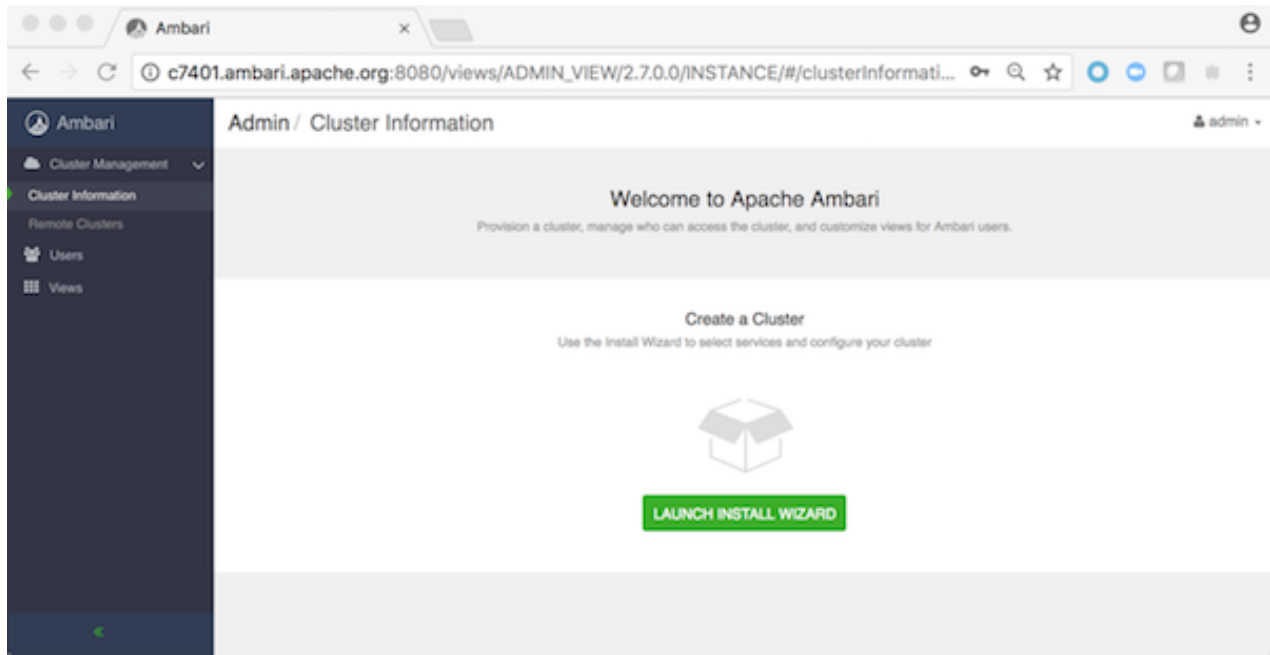 Ambari
c7401.ambari.apache.org:8080/views/ADMIN_VIEW/2.7.0.0/INSTANCE/#/clusterInformati...
Ambari
Admin / Cluster Information
admin
Cluster Management
Cluster Information
Remote Clusters
Users
Views
Welcome to Apache Ambari
Provision a cluster, manage who can access the cluster, and customize views for Ambari users.
Create a Cluster
Use the Install Wizard to select services and configure your cluster
LAUNCH INSTALL WIZARD